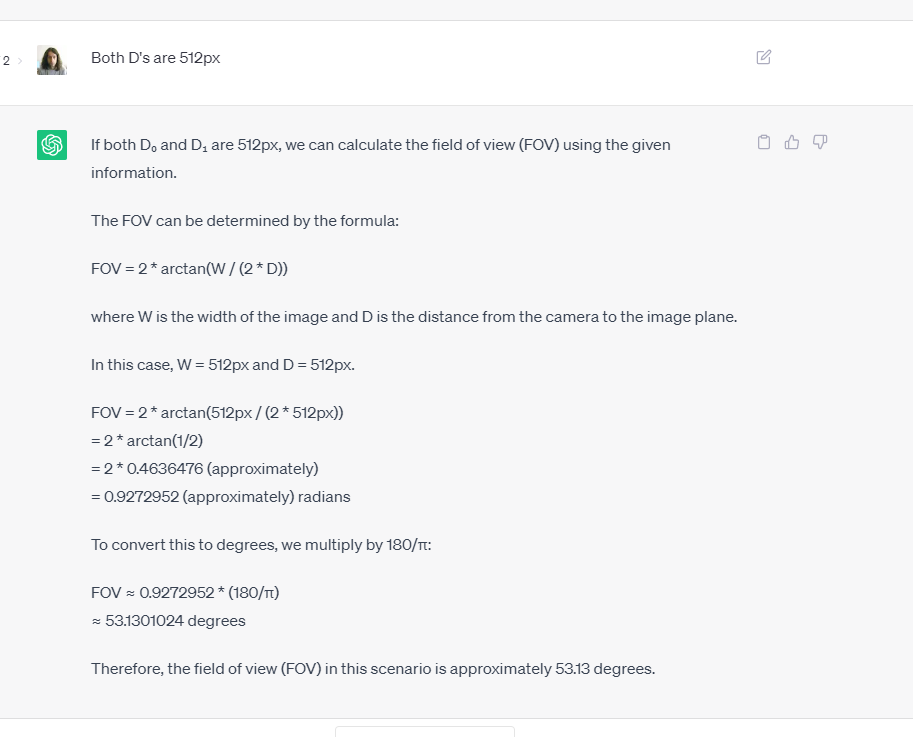 2
Both D's are 512px
If both D₀ and D₁ are 512px, we can calculate the field of view (FOV) using the given
information.
The FOV can be determined by the formula:
FOV = 2 * arctan(W / (2 * D))
where W is the width of the image and D is the distance from the camera to the image plane.
In this case, W = 512px and D = 512px.
FOV = 2 * arctan(512px / (2 * 512px))
= 2 * arctan(1/2)
= 2 * 0.4636476 (approximately)
= 0.9272952 (approximately) radians
To convert this to degrees, we multiply by 180/π:
FOV ≈ 0.9272952 * (180/π)
≈ 53.1301024 degrees
Therefore, the field of view (FOV) in this scenario is approximately 53.13 degrees.